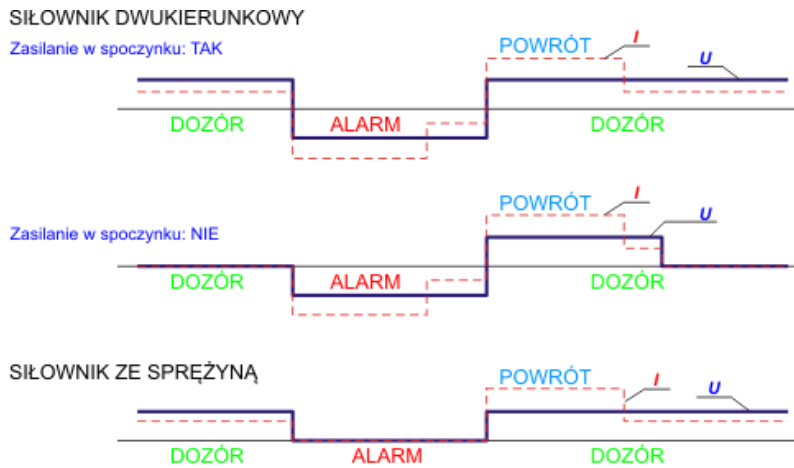 SIŁOWNIK DWUKIERUNKOWY
Zasilanie w spoczynku: TAK
POWRÓT I
U
DOZÓR ALARM DOZÓR
POWRÓT I
U
Zasilanie w spoczynku: NIE
DOZÓR ALARM DOZÓR
SIŁOWNIK ZE SPRĘŻYNĄ
POWRÓT I U
DOZÓR ALARM DOZÓR